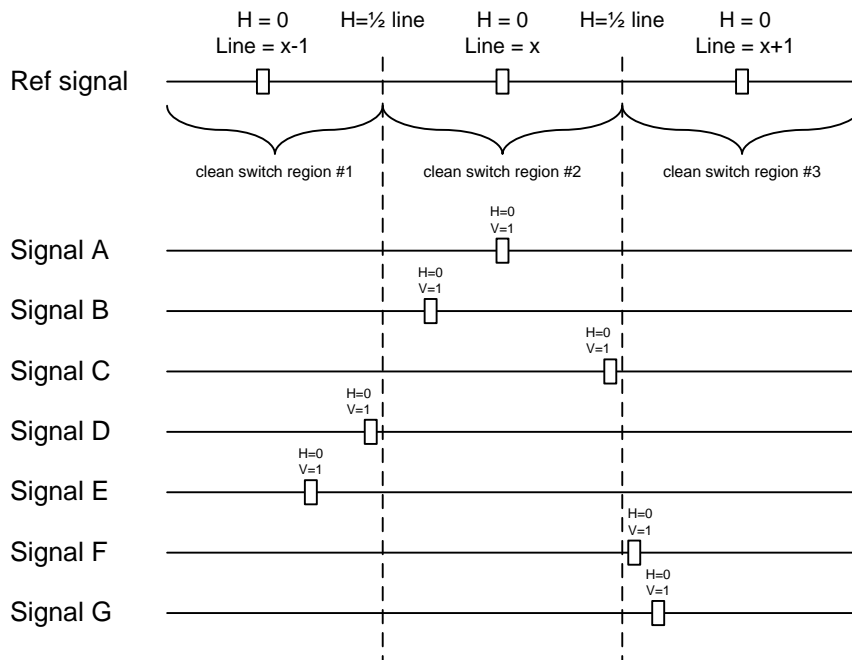 H = 0 H=½ line H = 0 H=½ line H = 0
Line = x-1 Line = x Line = x+1
Ref signal
clean switch region #1 clean switch region #2 clean switch region #3
H=0
V=1
Signal A
H=0
V=1
Signal B
H=0
V=1
Signal C
H=0
V=1
Signal D
H=0
V=1
Signal E
H=0
V=1
Signal F
H=0
V=1
Signal G